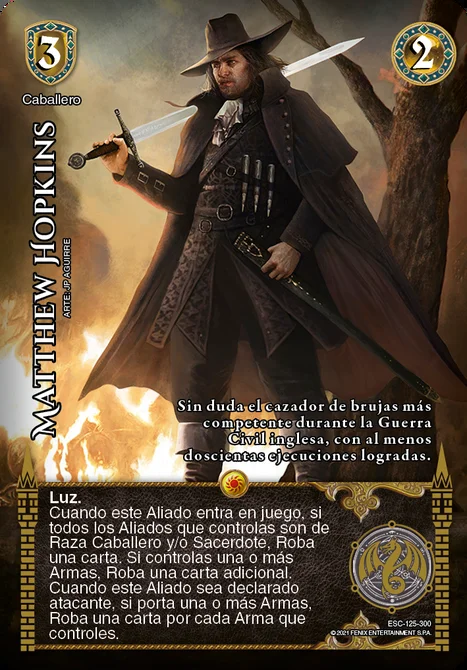 3
2
Caballero
MATTHEW HOPKINS
ARTE: JP. AGUIRRE
Sin duda el cazador de brujas más
competente durante la Guerra
Civil inglesa, con al menos
doscientas ejecuciones logradas.
Luz.
Cuando este Aliado entra en juego, si
todos los Aliados que controlas son de
Raza Caballero y/o Sacerdote, Roba
una carta. Si controlas una o más
Armas, Roba una carta adicional.
Cuando este Aliado sea declarado
atacante, si porta una o más Armas,
Roba una carta por cada Arma que
controles.
ESC-125-300
© 2021 FENIX ENTERTAINMENT S.P.A.